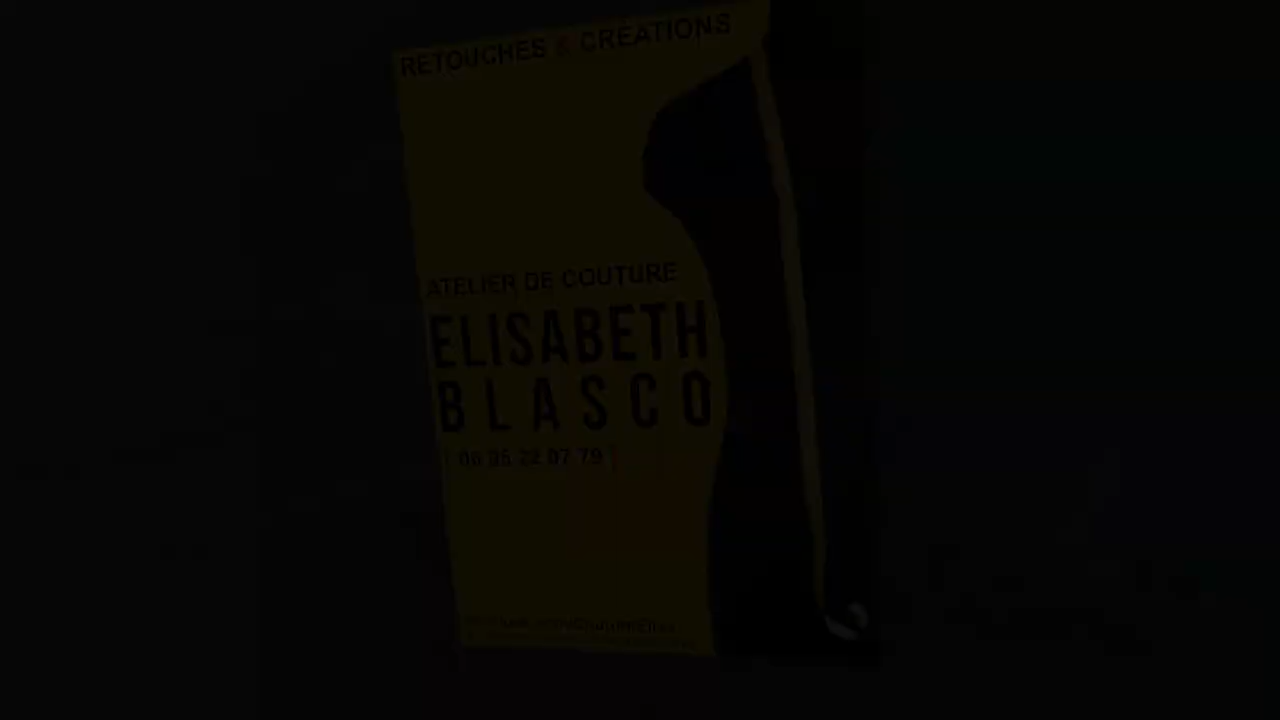 RETOUCHES & CRÉATIONS
ATELIER DE COUTURE
ELISABETH
BLASCO
06 95 22 07 79